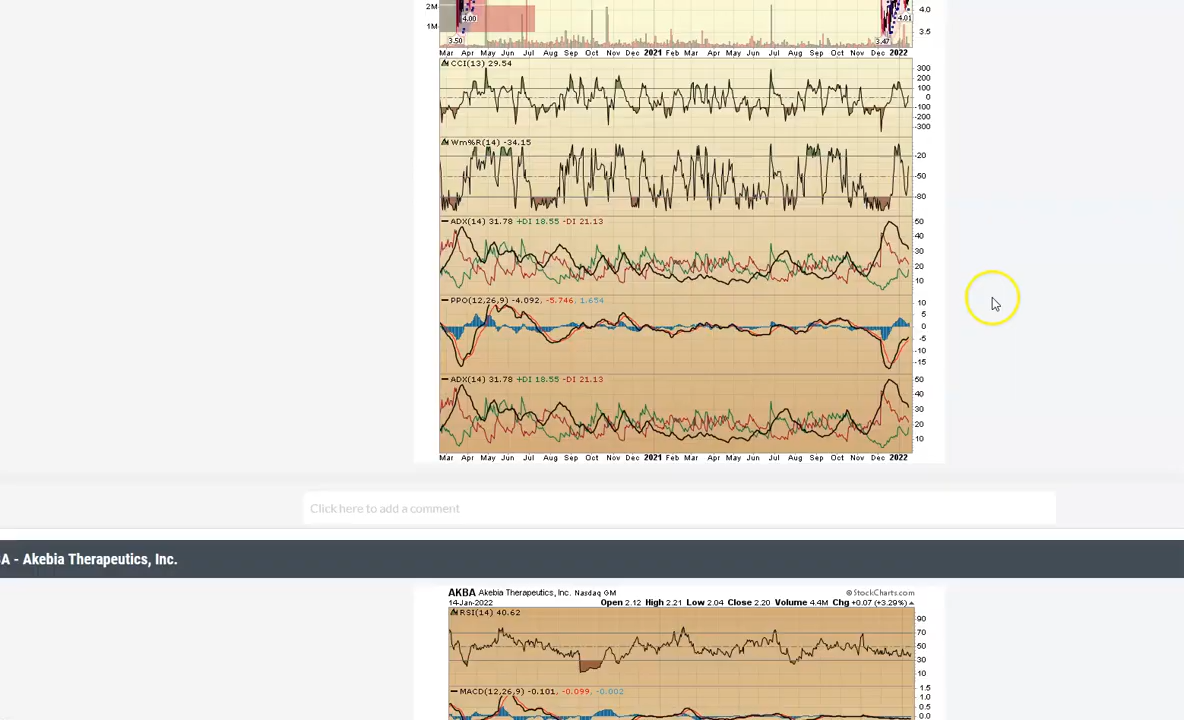 2M
4.00
1M
3.50
4.0
4.01
3.5
3.47
Mar Apr May Jun Jul Aug Sep Oct Nov Dec 2021 Feb Mar Apr May Jun Jul Aug Sep Oct Nov Dec 2022
CCI(13) 29.54
300
200
100
0
-100
-200
-300
Wm%R(14) -34.15
-20
-50
-80
ADX(14) 31.78 +DI 18.55 -DI 21.13
50
40
30
20
10
PPO(12,26,9) -4.092, -5.746, 1.654
10
5
0
-5
-10
-15
ADX(14) 31.78 +DI 18.55 -DI 21.13
50
40
30
20
10
Mar Apr May Jun Jul Aug Sep Oct Nov Dec 2021 Feb Mar Apr May Jun Jul Aug Sep Oct Nov Dec 2022
Click here to add a comment
A - Akebia Therapeutics, Inc.
AKBA Akebia Therapeutics, Inc. Nasdaq GM © StockCharts.com
14-Jan-2022 Open 2.12 High 2.21 Low 2.04 Close 2.20 Volume 4.4M Chg +0.07 (+3.29%)
RSI(14) 40.62
90
70
50
30
10
MACD(12,26,9) -0.101, -0.099, -0.002
1.5
1.0
0.5
0.0